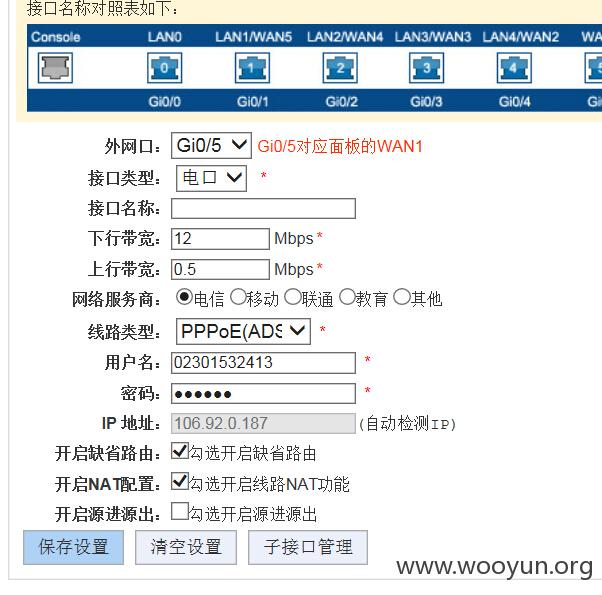 接口名称对照表如下：
Console LAN0 LAN1/WAN5 LAN2/WAN4 LAN3/WAN3 LAN4/WAN2 WA
0 1 2 3 4
Gi0/0 Gi0/1 Gi0/2 Gi0/3 Gi0/4 Gi
外网口： Gi0/5 Gi0/5对应面板的WAN1
接口类型： 电口 *
接口名称：
下行带宽： 12 Mbps *
上行带宽： 0.5 Mbps *
网络服务商： 电信 移动 联通 教育 其他
线路类型： PPPoE(ADS *
用户名： 02301532413 *
密码： ●●●●●● *
IP 地址： 106.92.0.187 (自动检测IP)
开启缺省路由： 勾选开启缺省路由
开启NAT配置： 勾选开启线路NAT功能
开启源进源出： 勾选开启源进源出
保存设置 清空设置 子接口管理
www.wooyun.org